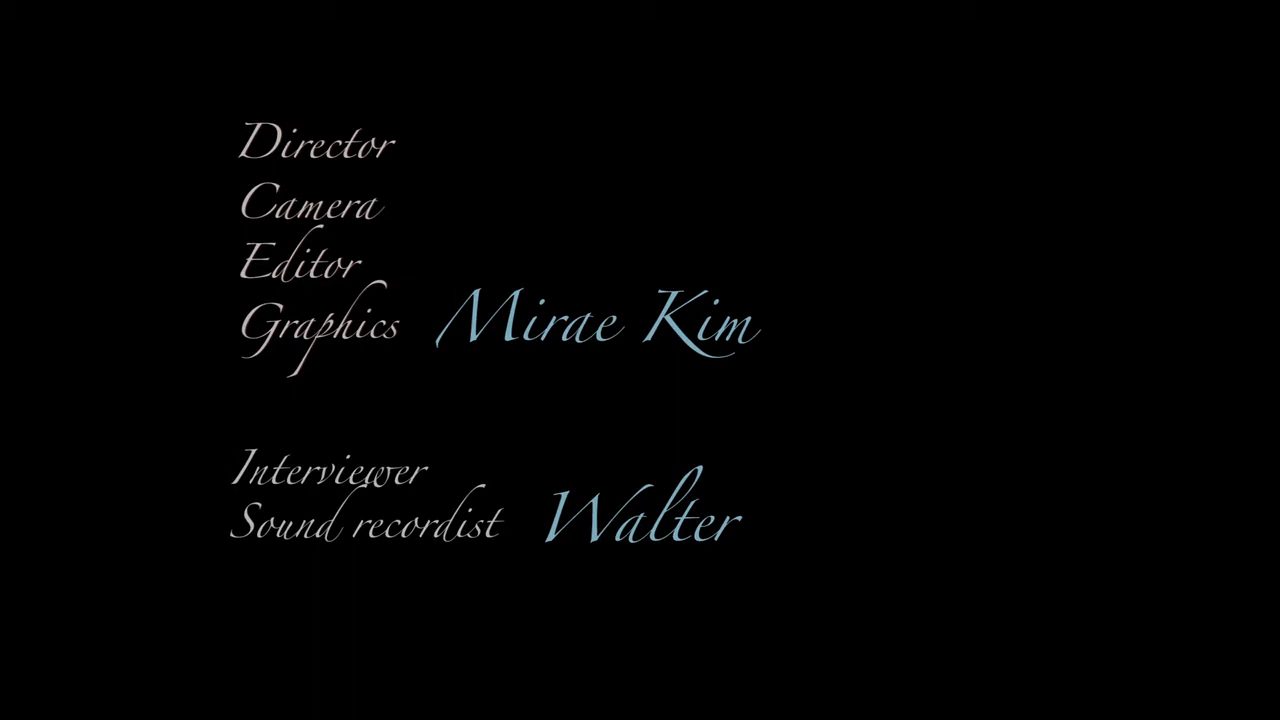 Director
Camera
Editor
Graphics Mirae Kim
Interviewer
Sound recordist Walter